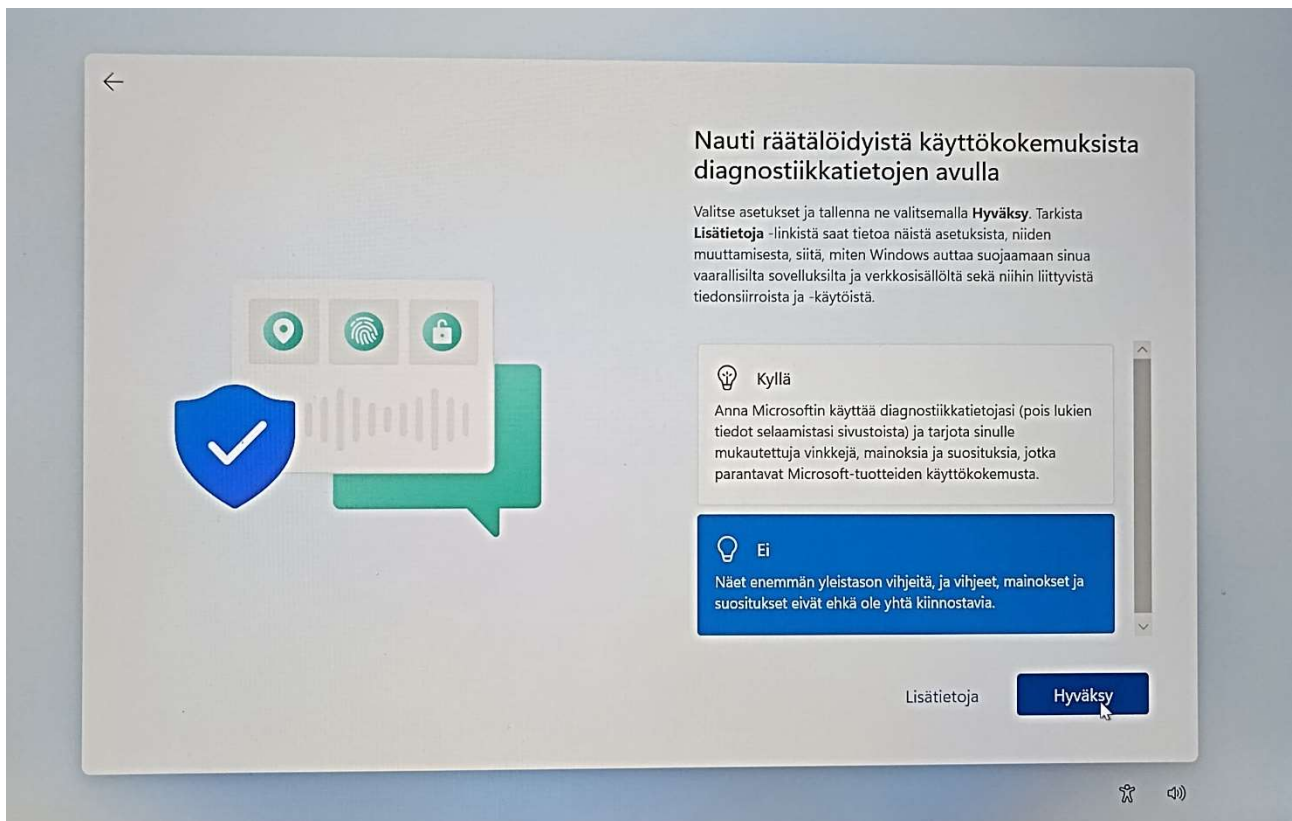 Nauti räätälöidyistä käyttökokemuksista
diagnostiikkatietojen avulla
Valitse asetukset ja tallenna ne valitsemalla Hyväksy. Tarkista
Lisätietoja -linkistä saat tietoa näistä asetuksista, niiden
muuttamisesta, siitä, miten Windows auttaa suojaamaan sinua
vaarallisilta sovelluksilta ja verkkosisällöltä sekä niihin liittyvistä
tiedonsiirroista ja -käytöistä.
Kyllä
Anna Microsoftin käyttää diagnostiikkatietojasi (pois lukien
tiedot selaamistasi sivustoista) ja tarjota sinulle
mukautettuja vinkkejä, mainoksia ja suosituksia, jotka
parantavat Microsoft-tuotteiden käyttökokemusta.
Ei
Näet enemmän yleistason vihjeitä, ja vihjeet, mainokset ja
suositukset eivät ehkä ole yhtä kiinnostavia.
Lisätietoja
Hyväksy